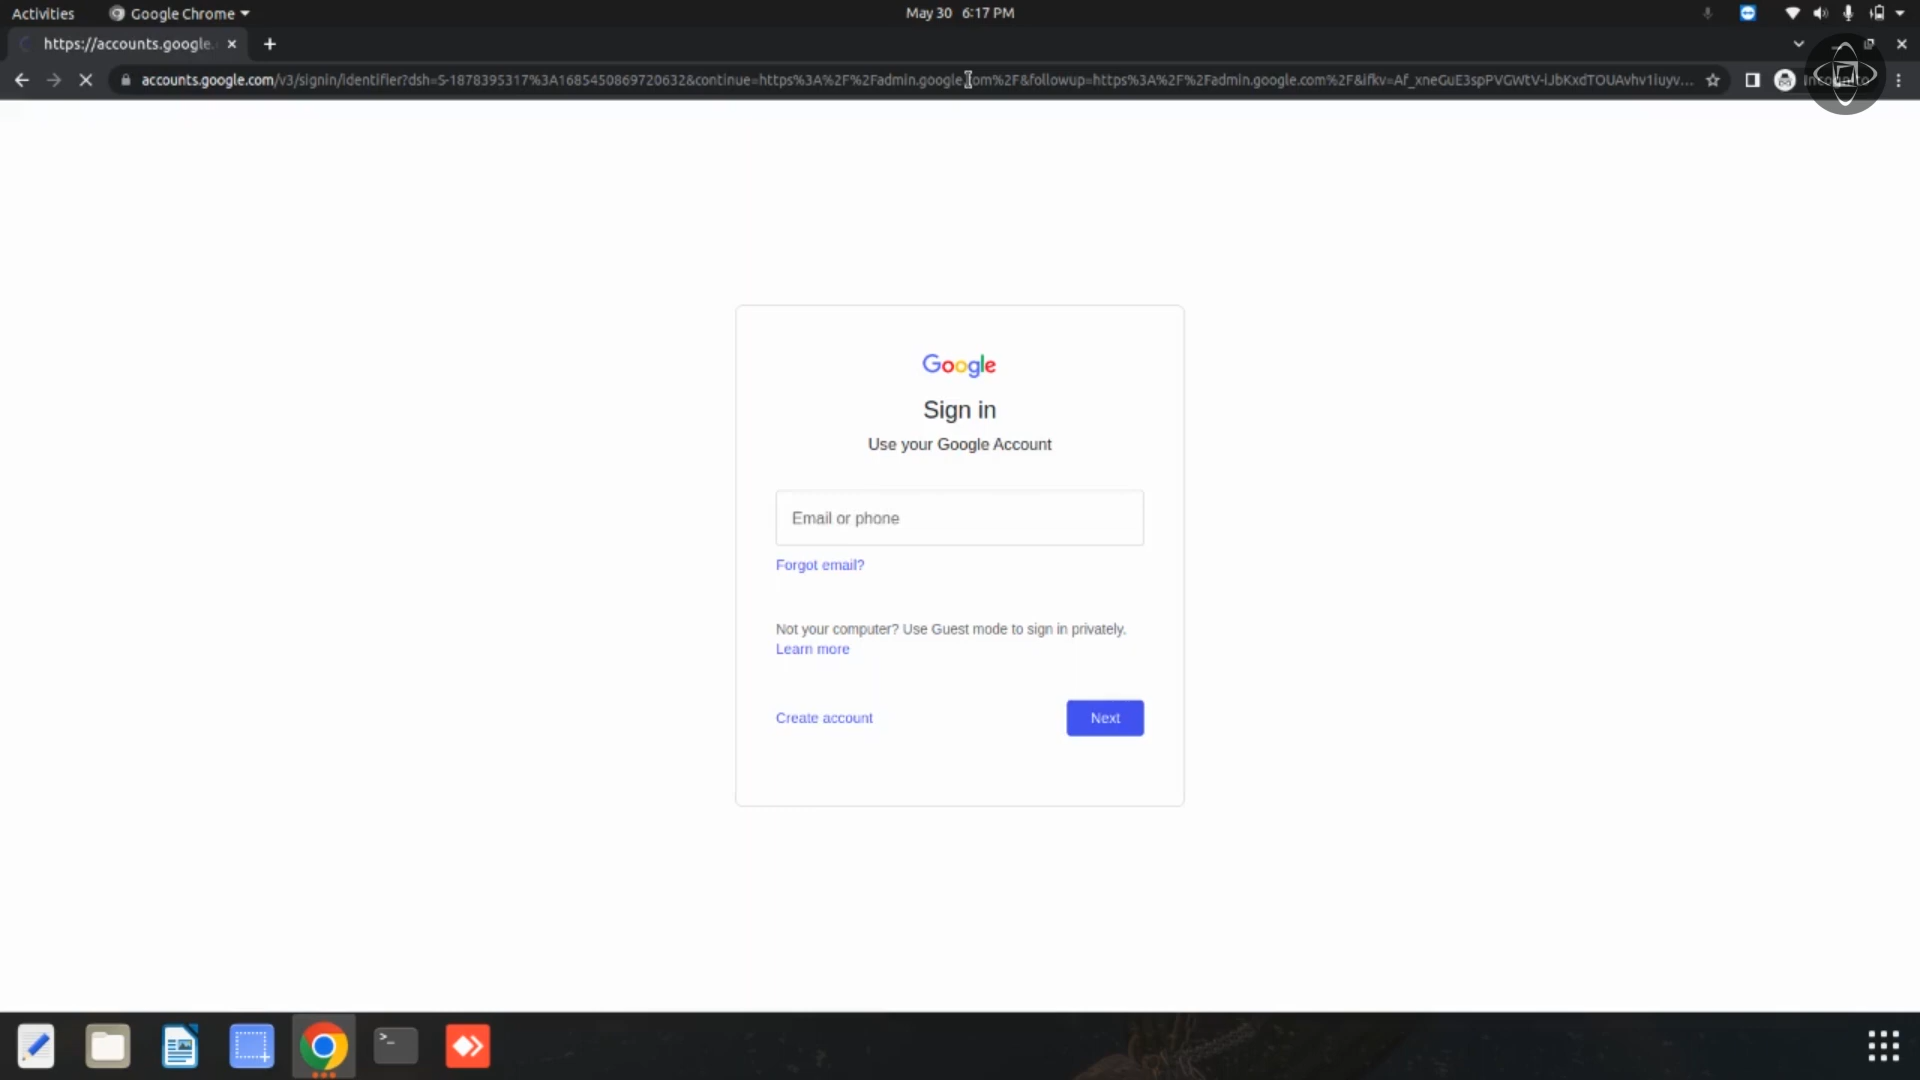 Activities
Google Chrome
May 30 6:17 PM
https://accounts.google.
accounts.google.com/v3/signin/identifier?dsh=S-1878395317%3A1685450869720632&continue=https%3A%2F%2Fadmin.google.com%2F&followup=https%3A%2F%2Fadmin.google.com%2F&ifkv=Af_xneGuE3spPVGWtV-iJbKxdTOUAvhv1iuyv...
Incognito
Google
Sign in
Use your Google Account
Email or phone
Forgot email?
Not your computer? Use Guest mode to sign in privately.
Learn more
Create account
Next